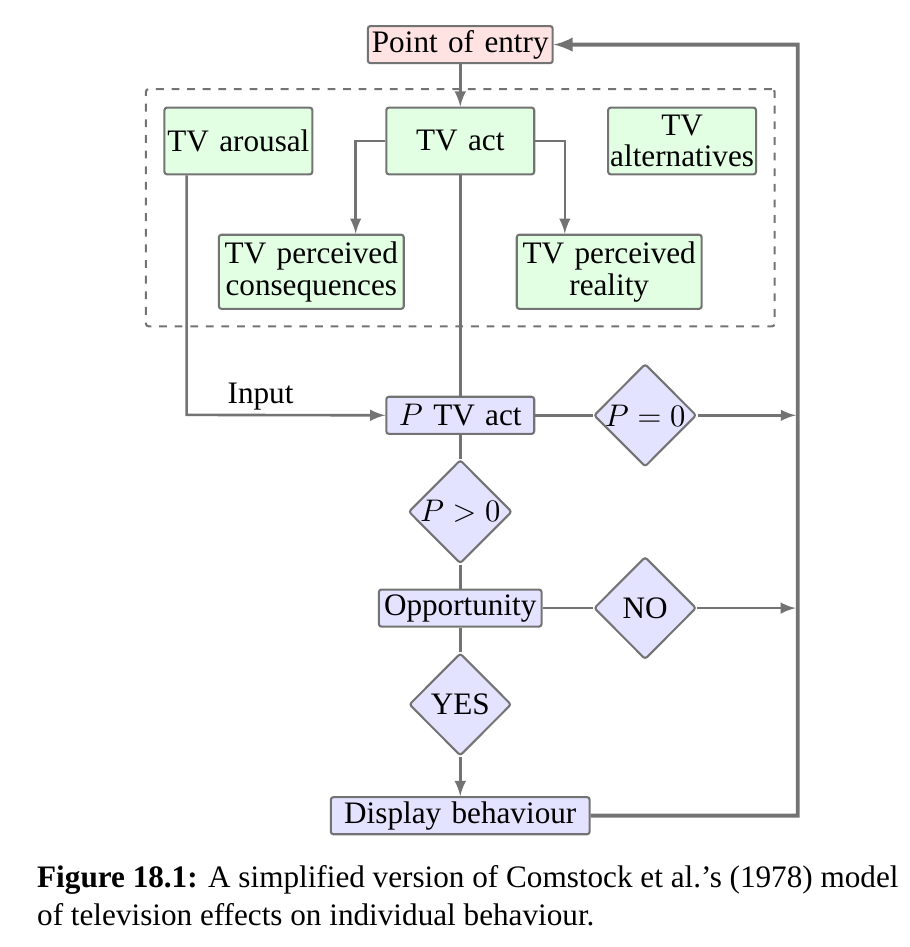 Point of entry
TV arousal
TV act
TV
alternatives
TV perceived
consequences
TV perceived
reality
Input
P TV act
P = 0
P > 0
Opportunity
NO
YES
Display behaviour
Figure 18.1: A simplified version of Comstock et al.’s (1978) model
of television effects on individual behaviour.